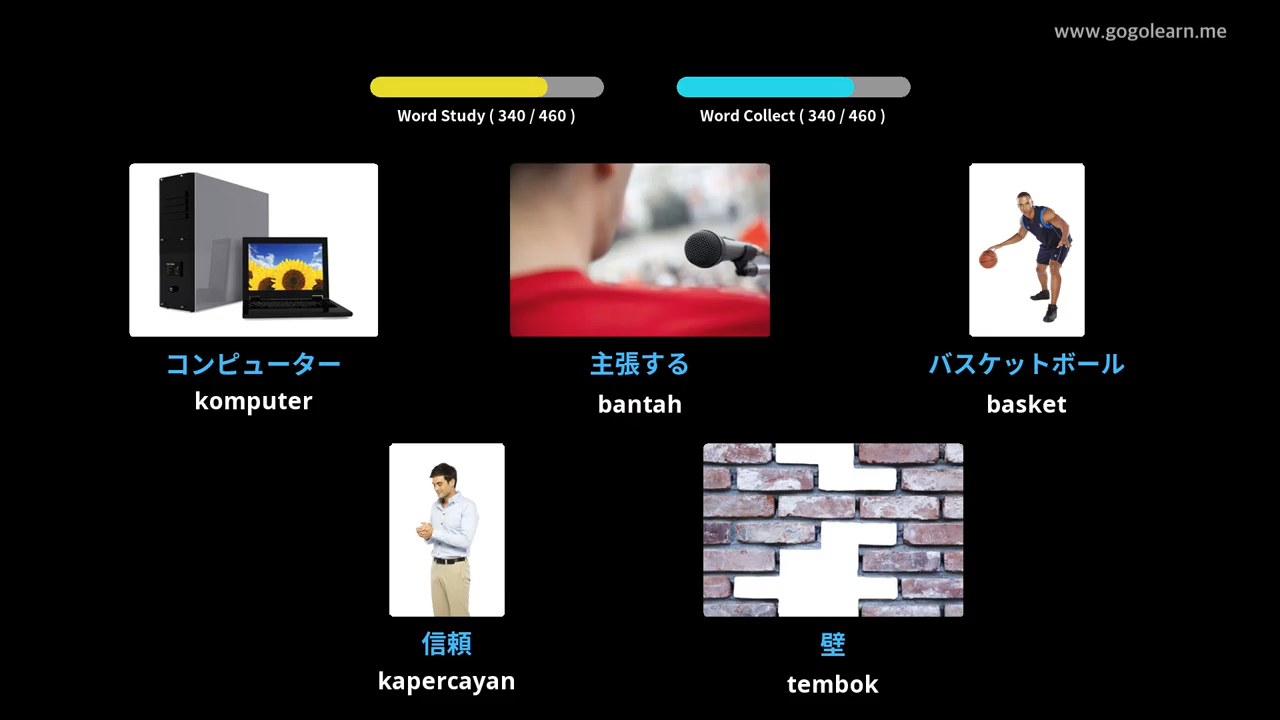 www.gogolearn.me
Word Study ( 340 / 460 )
Word Collect ( 340 / 460 )
コンピューター
komputer
主張する
bantah
バスケットボール
basket
信頼
kapercayan
壁
tembok